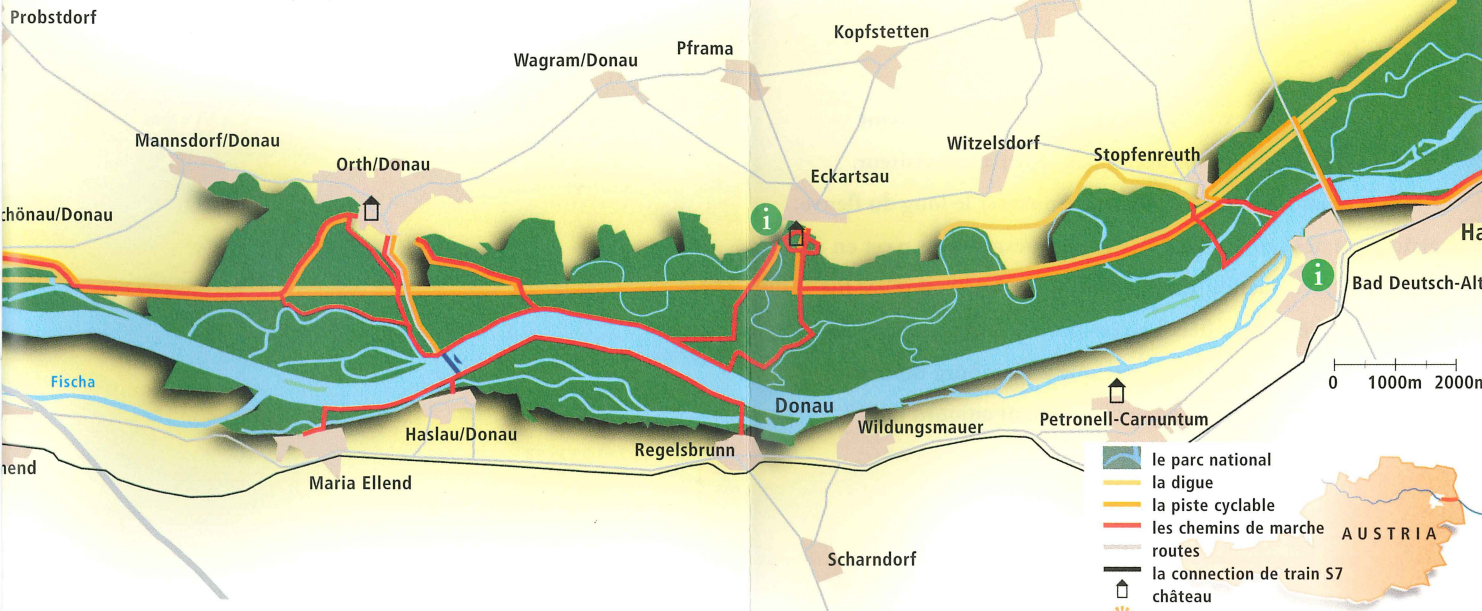 Probstdorf
Kopfstetten
Pframa
Wagram/Donau
Mannsdorf/Donau
Orth/Donau
Witzelsdorf
Stopfenreuth
Eckartsau
chönau/Donau
i
Ha
i
Bad Deutsch-Alt
Fischa
0 1000m 2000m
Donau
Petronell-Carnuntum
Wildungsmauer
Haslau/Donau
Regelsbrunn
nend
Maria Ellend
Scharndorf
le parc national
la digue
la piste cyclable
les chemins de marche
routes
la connection de train S7
château
AUSTRIA